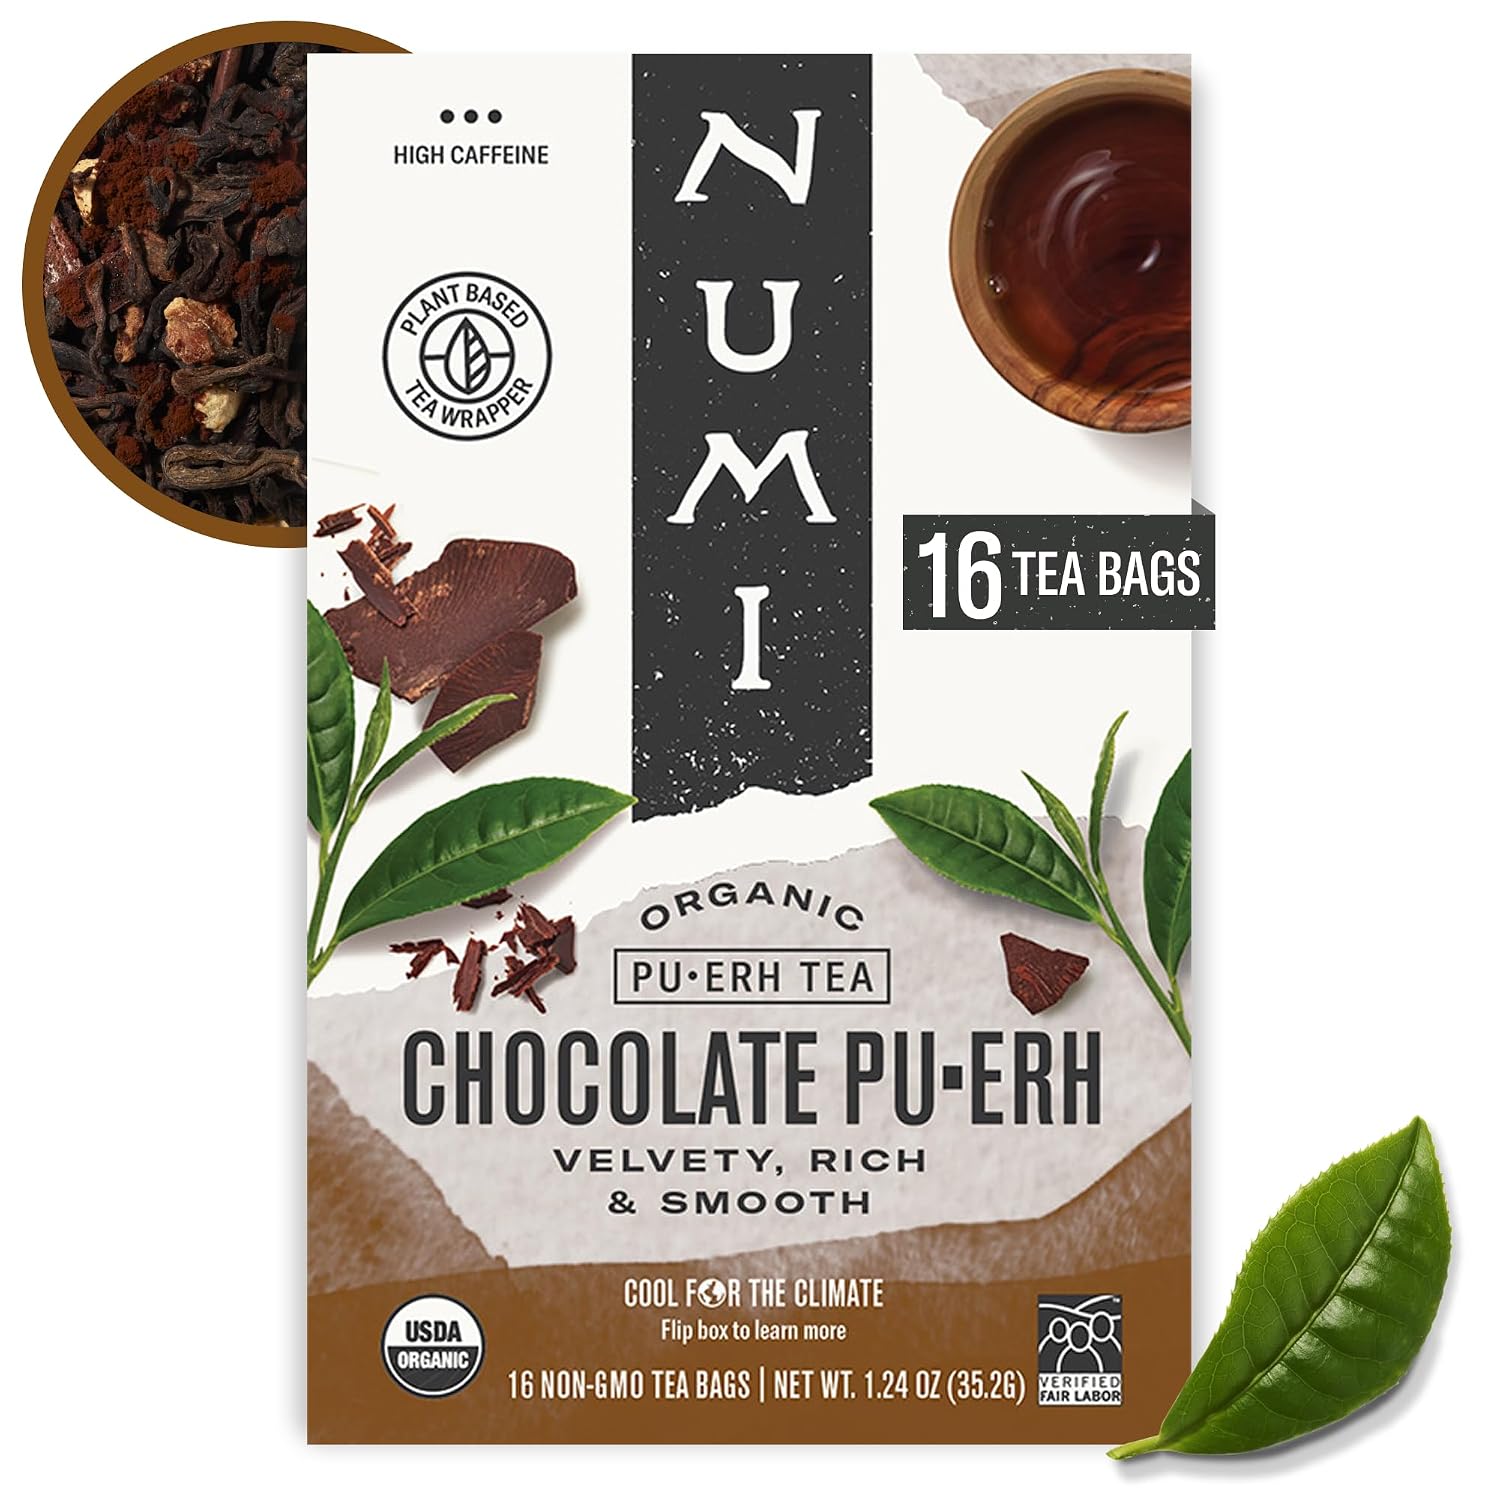 HIGH CAFFEINE
NUMI
PLANT BASED
TEA WRAPPER
16 TEA BAGS
ORGANIC
PU•ERH TEA
CHOCOLATE PU•ERH
VELVETY, RICH
& SMOOTH
COOL FOR THE CLIMATE
Flip box to learn more
USDA
ORGANIC
16 NON-GMO TEA BAGS | NET WT. 1.24 OZ (35.2G)
VERIFIED
FAIR LABOR
™